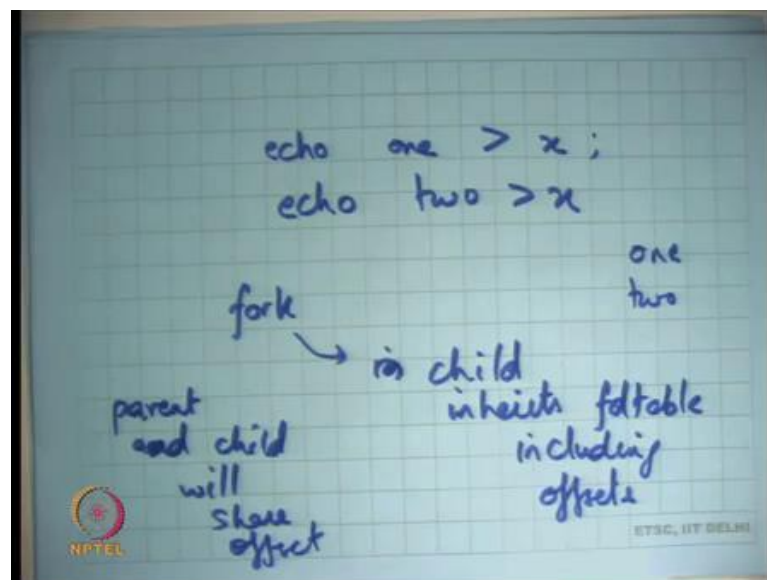 echo one > x ;
echo two > x
one
two
fork
in child
inherits fdtable
including
offsets
parent
and child
will
share
offset
NPTEL
ETSC, IIT DELHI